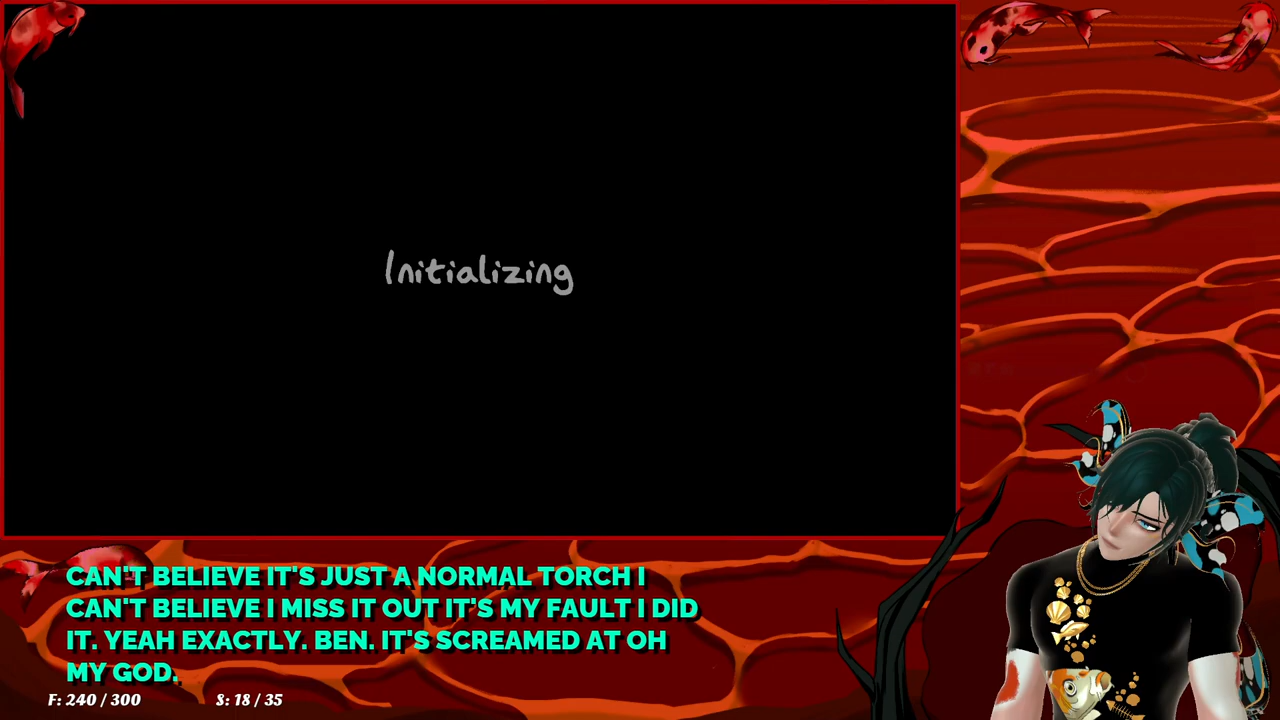 Initializing
CAN'T BELIEVE IT'S JUST A NORMAL TORCH I
CAN'T BELIEVE I MISS IT OUT IT'S MY FAULT I DID
IT. YEAH EXACTLY. BEN. IT'S SCREAMED AT OH
MY GOD.
F: 240 / 300 S: 18 / 35